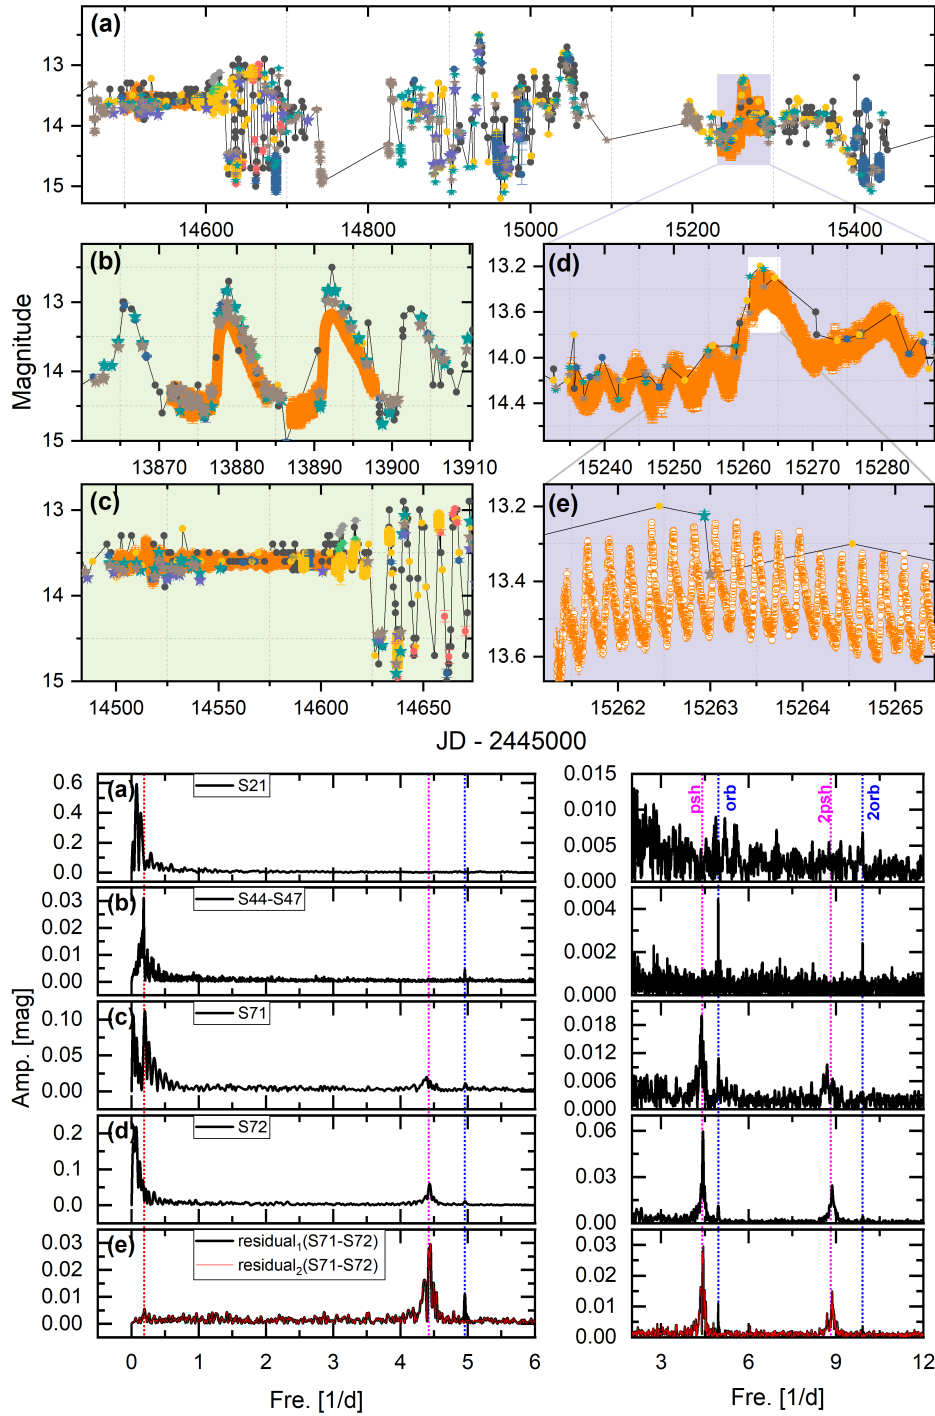 (a)
13
14
15
14600
14800
15000
15200
15400
Magnitude
(b)
13
14
15
13870
13880
13890
13900
13910
(d)
13.2
13.6
14.0
14.4
15240
15250
15260
15270
15280
(c)
13
14
15
14500
14550
14600
14650
(e)
13.2
13.4
13.6
15262
15263
15264
15265
JD - 2445000
Amp. [mag]
(a)
S21
0.6
0.4
0.2
0.0
0.015
0.010
0.005
0.000
psh
orb
2psh
2orb
(b)
S44-S47
0.03
0.02
0.01
0.00
0.004
0.002
0.000
(c)
S71
0.10
0.05
0.00
0.018
0.012
0.006
0.000
(d)
S72
0.2
0.1
0.0
0.06
0.03
0.00
(e)
residual1(S71-S72)
residual2(S71-S72)
0.03
0.02
0.01
0.00
0.03
0.02
0.01
0.00
0 1 2 3 4 5 6
3 6 9 12
Fre. [1/d]
Fre. [1/d]